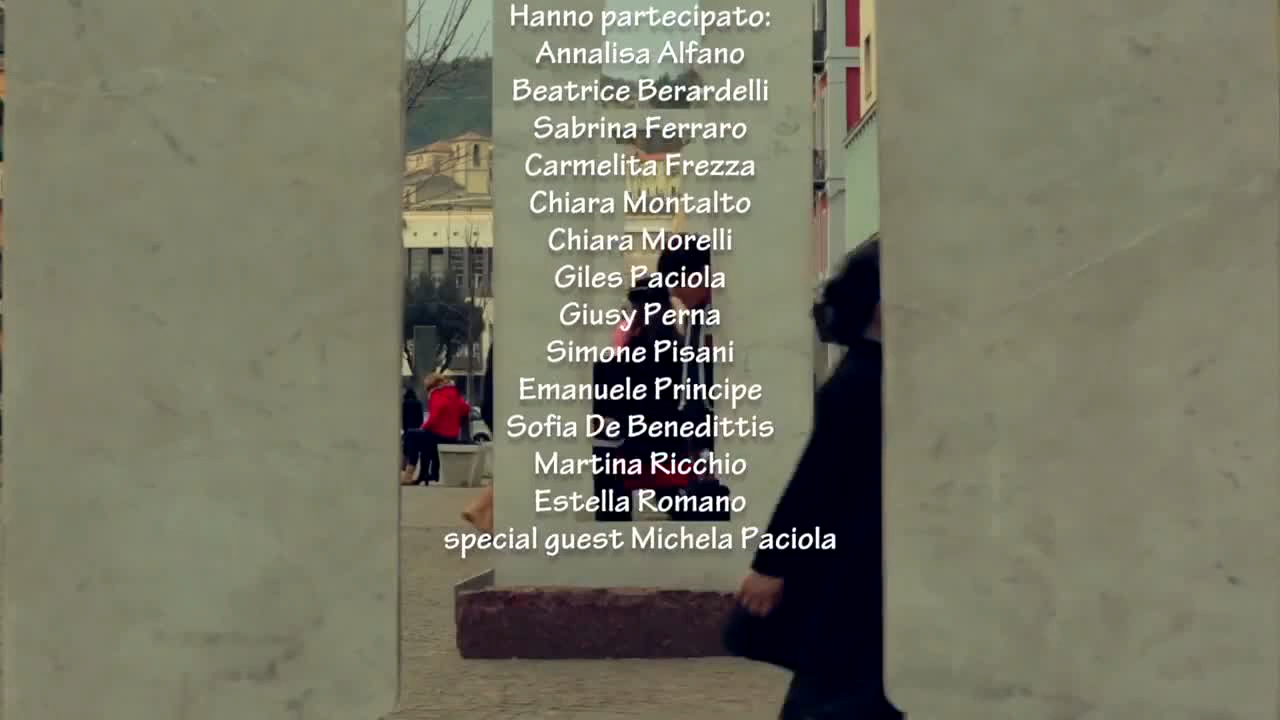 Hanno partecipato:
Annalisa Alfano
Beatrice Berardelli
Sabrina Ferraro
Carmelita Frezza
Chiara Montalto
Chiara Morelli
Giles Paciola
Giusy Perna
Simone Pisani
Emanuele Principe
Sofia De Benedittis
Martina Ricchio
Estella Romano
special guest Michela Paciola